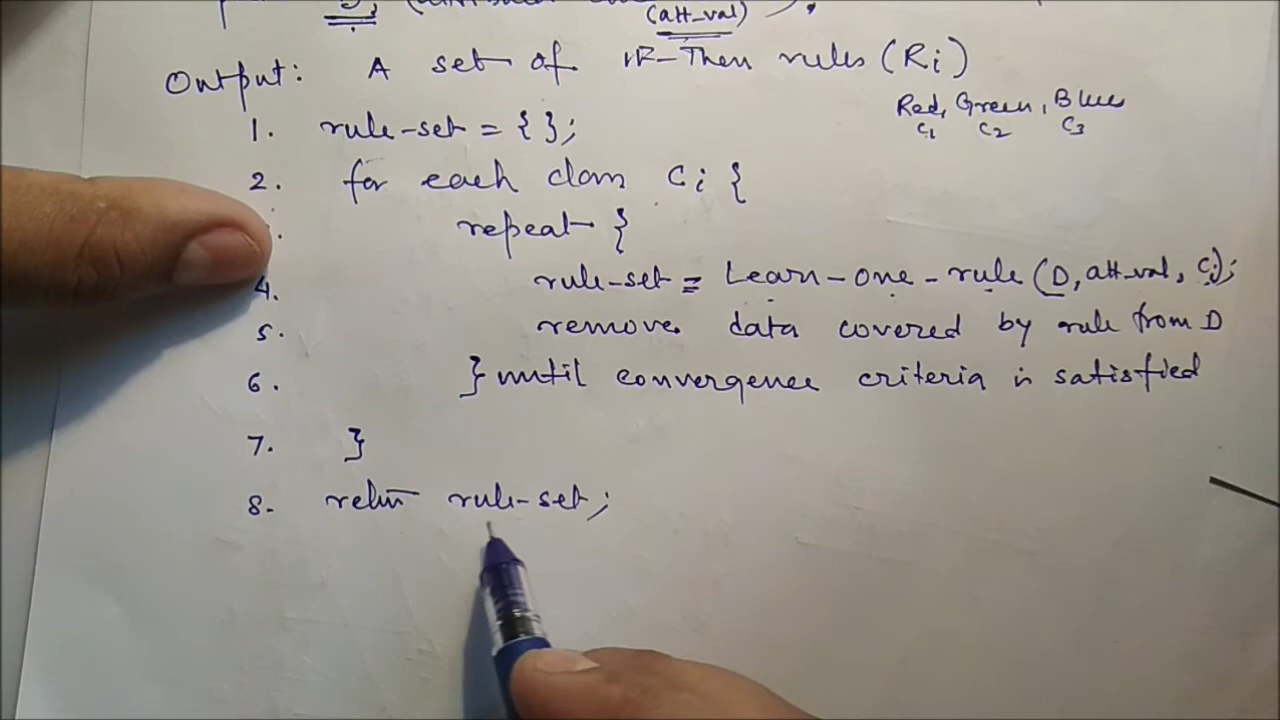 (att_val)
Output: A set of IF-Then rules (Ri)
Red, Green, Blue
C1 C2 C3
1. rule-set = { };
2. for each class Ci {
repeat {
4. rule-set = Learn-one-rule (D, att_val, Ci);
5. remove data covered by rule from D
6. } until convergence criteria is satisfied
7. }
8. return rule-set;